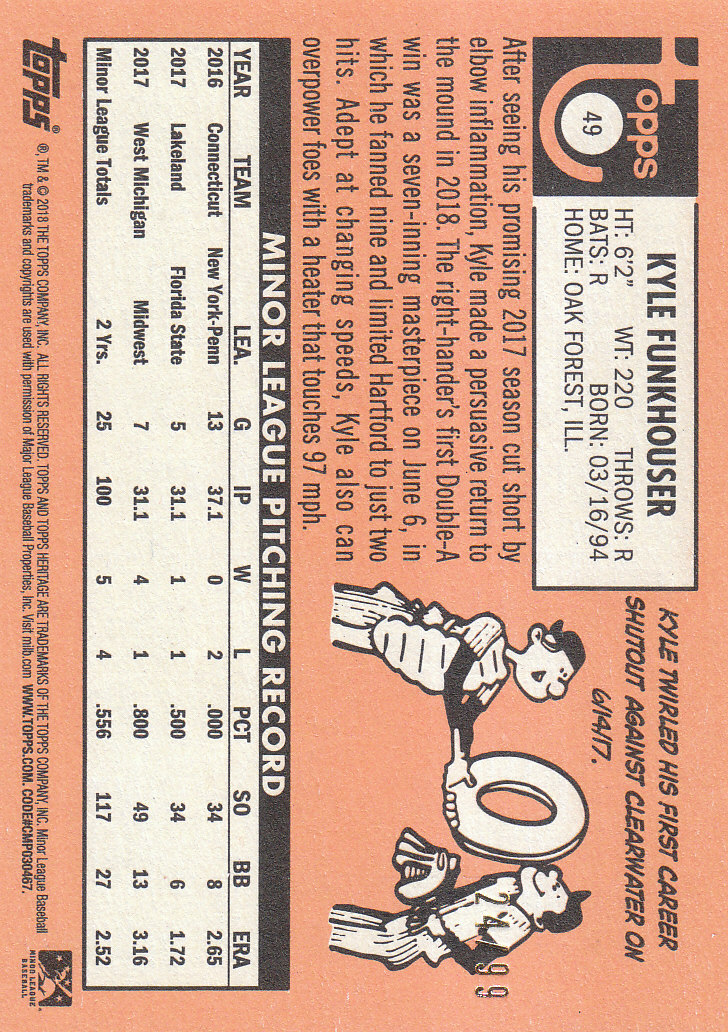 topps
49
KYLE FUNKHOUSER
HT: 6'2" WT: 220 THROWS: R
BATS: R BORN: 03/16/94
HOME: OAK FOREST, ILL.
After seeing his promising 2017 season cut short by
elbow inflammation, Kyle made a persuasive return to
the mound in 2018. The right-hander's first Double-A
win was a seven-inning masterpiece on June 6, in
which he fanned nine and limited Hartford to just two
hits. Adept at changing speeds, Kyle also can
overpower foes with a heater that touches 97 mph.
KYLE TWIRLED HIS FIRST CAREER
SHUTOUT AGAINST CLEARWATER ON
6/14/17.
22/99
MINOR LEAGUE PITCHING RECORD
YEAR TEAM LEA. G IP W L PCT SO BB ERA
2016 Connecticut New York-Penn 13 37.1 0 2 .000 34 8 2.65
2017 Lakeland Florida State 5 31.1 1 1 .500 34 6 1.72
2017 West Michigan Midwest 7 31.1 4 1 .800 49 13 3.16
Minor League Totals 2 Yrs. 25 100 5 4 .556 117 27 2.52
topps®
®, TM & © 2018 THE TOPPS COMPANY, INC. ALL RIGHTS RESERVED. TOPPS AND TOPPS HERITAGE ARE TRADEMARKS OF THE TOPPS COMPANY, INC. Minor League Baseball
trademarks and copyrights are used with permission of Major League Baseball Properties, Inc. Visit milb.com WWW.TOPPS.COM. CODE#CMPD30467.
MINOR LEAGUE
BASEBALL